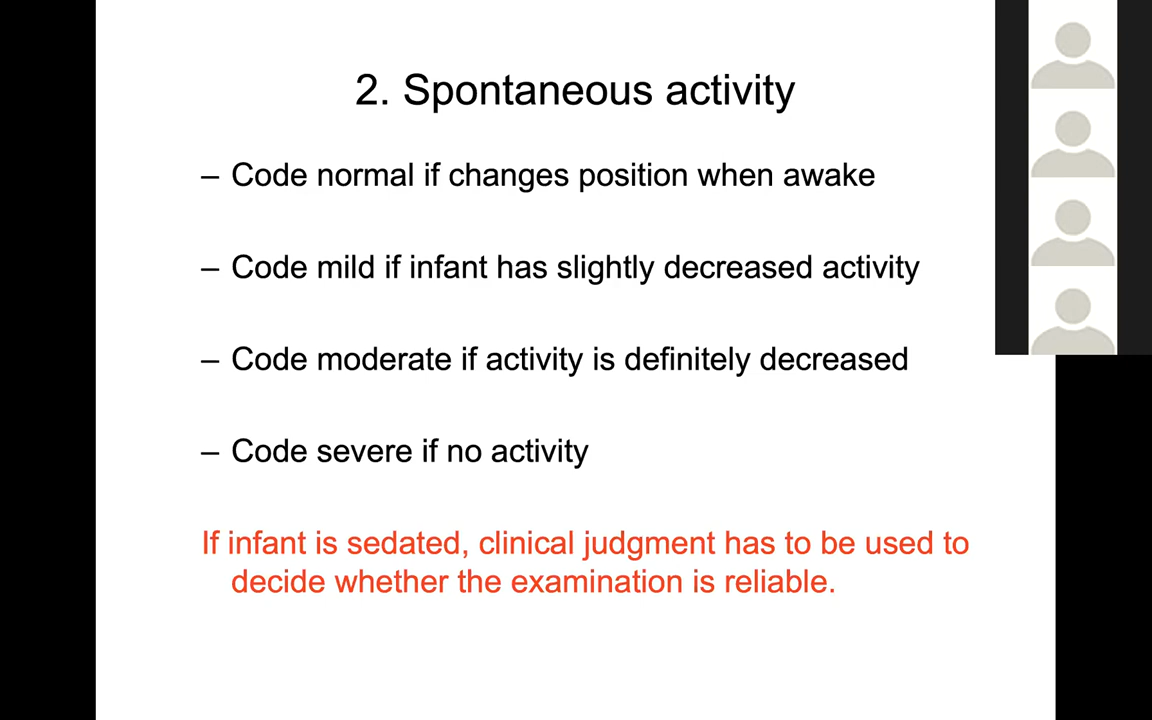 2. Spontaneous activity
– Code normal if changes position when awake
– Code mild if infant has slightly decreased activity
– Code moderate if activity is definitely decreased
– Code severe if no activity
If infant is sedated, clinical judgment has to be used to
decide whether the examination is reliable.